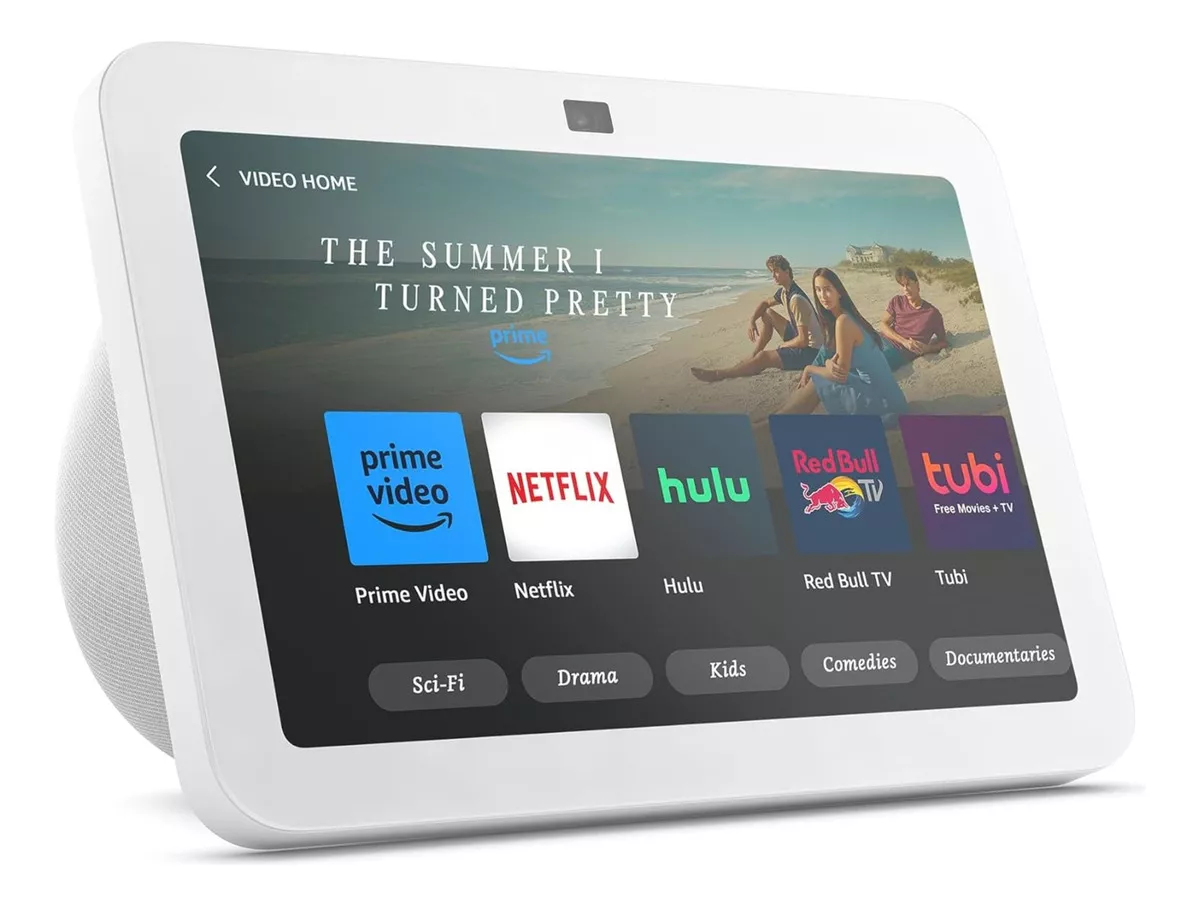 VIDEO HOME
THE SUMMER I
TURNED PRETTY
prime
prime
video
NETFLIX
hulu
Red Bull
TV
tubi
Free Movies + TV
Prime Video
Netflix
Hulu
Red Bull TV
Tubi
Sci-Fi
Drama
Kids
Comedies
Documentaries